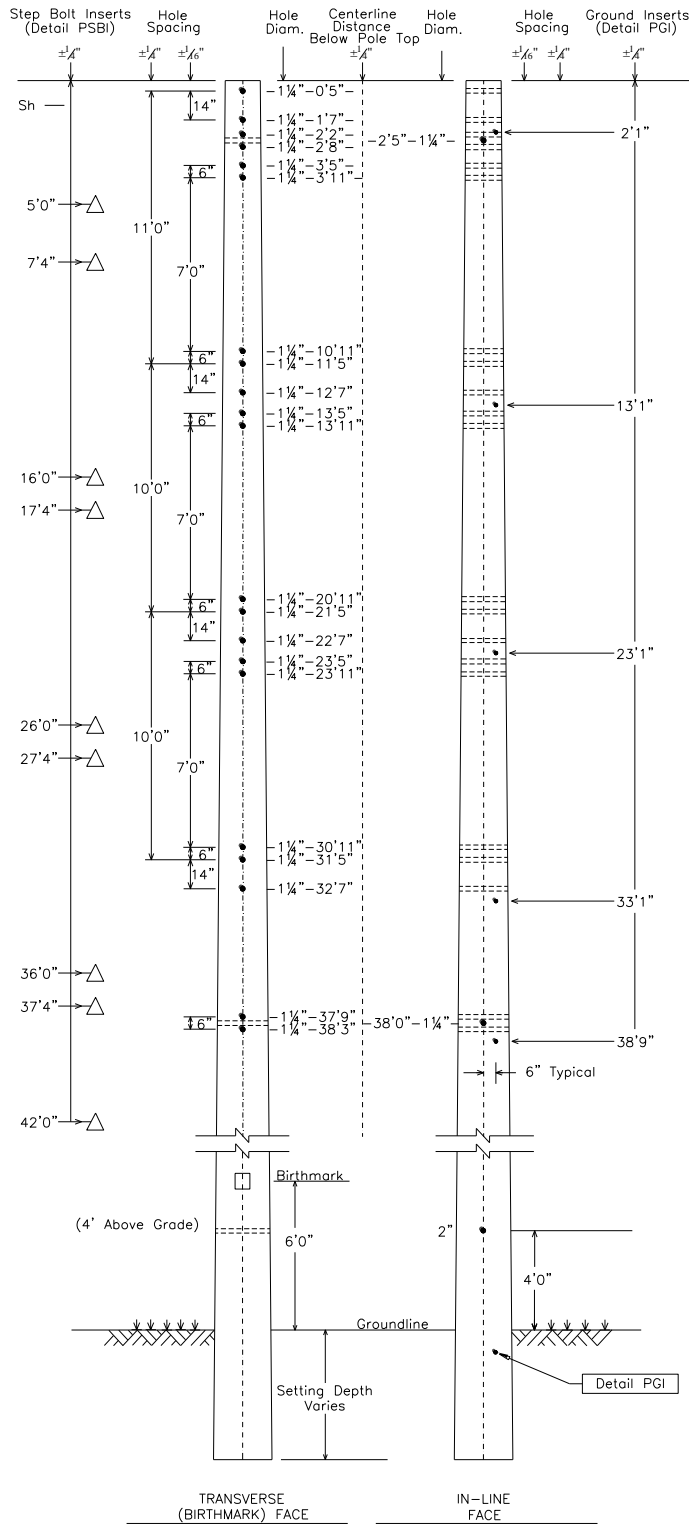 Step Bolt Inserts (Detail PSBI)
Hole Spacing
Hole Diam.
Centerline Distance Below Pole Top
Hole Diam.
Hole Spacing
Ground Inserts (Detail PGI)
±¼" ±¼" ±1⁄16" ±¼" ±1⁄16" ±¼" ±¼"
Sh
14" 1¼" 0'5"
1¼" 1'7"
1¼" 2'2" 2'1"
2'5" 1¼"
1¼" 2'8"
1¼" 3'5"
6" 1¼" 3'11"
5'0"
11'0"
7'4"
7'0"
1¼" 10'11"
6" 1¼" 11'5"
14"
1¼" 12'7"
13'1"
1¼" 13'5"
6" 1¼" 13'11"
16'0"
10'0"
17'4"
7'0"
1¼" 20'11"
6" 1¼" 21'5"
14"
1¼" 22'7"
23'1"
1¼" 23'5"
6" 1¼" 23'11"
26'0"
10'0"
27'4"
7'0"
1¼" 30'11"
6" 1¼" 31'5"
14"
1¼" 32'7"
33'1"
36'0"
37'4"
1¼" 37'9"
6" 38'0" 1¼"
1¼" 38'3"
38'9"
6" Typical
42'0"
Birthmark
(4' Above Grade)
2"
6'0"
4'0"
Groundline
Setting Depth
Varies
Detail PGI
TRANSVERSE
(BIRTHMARK) FACE
IN-LINE
FACE